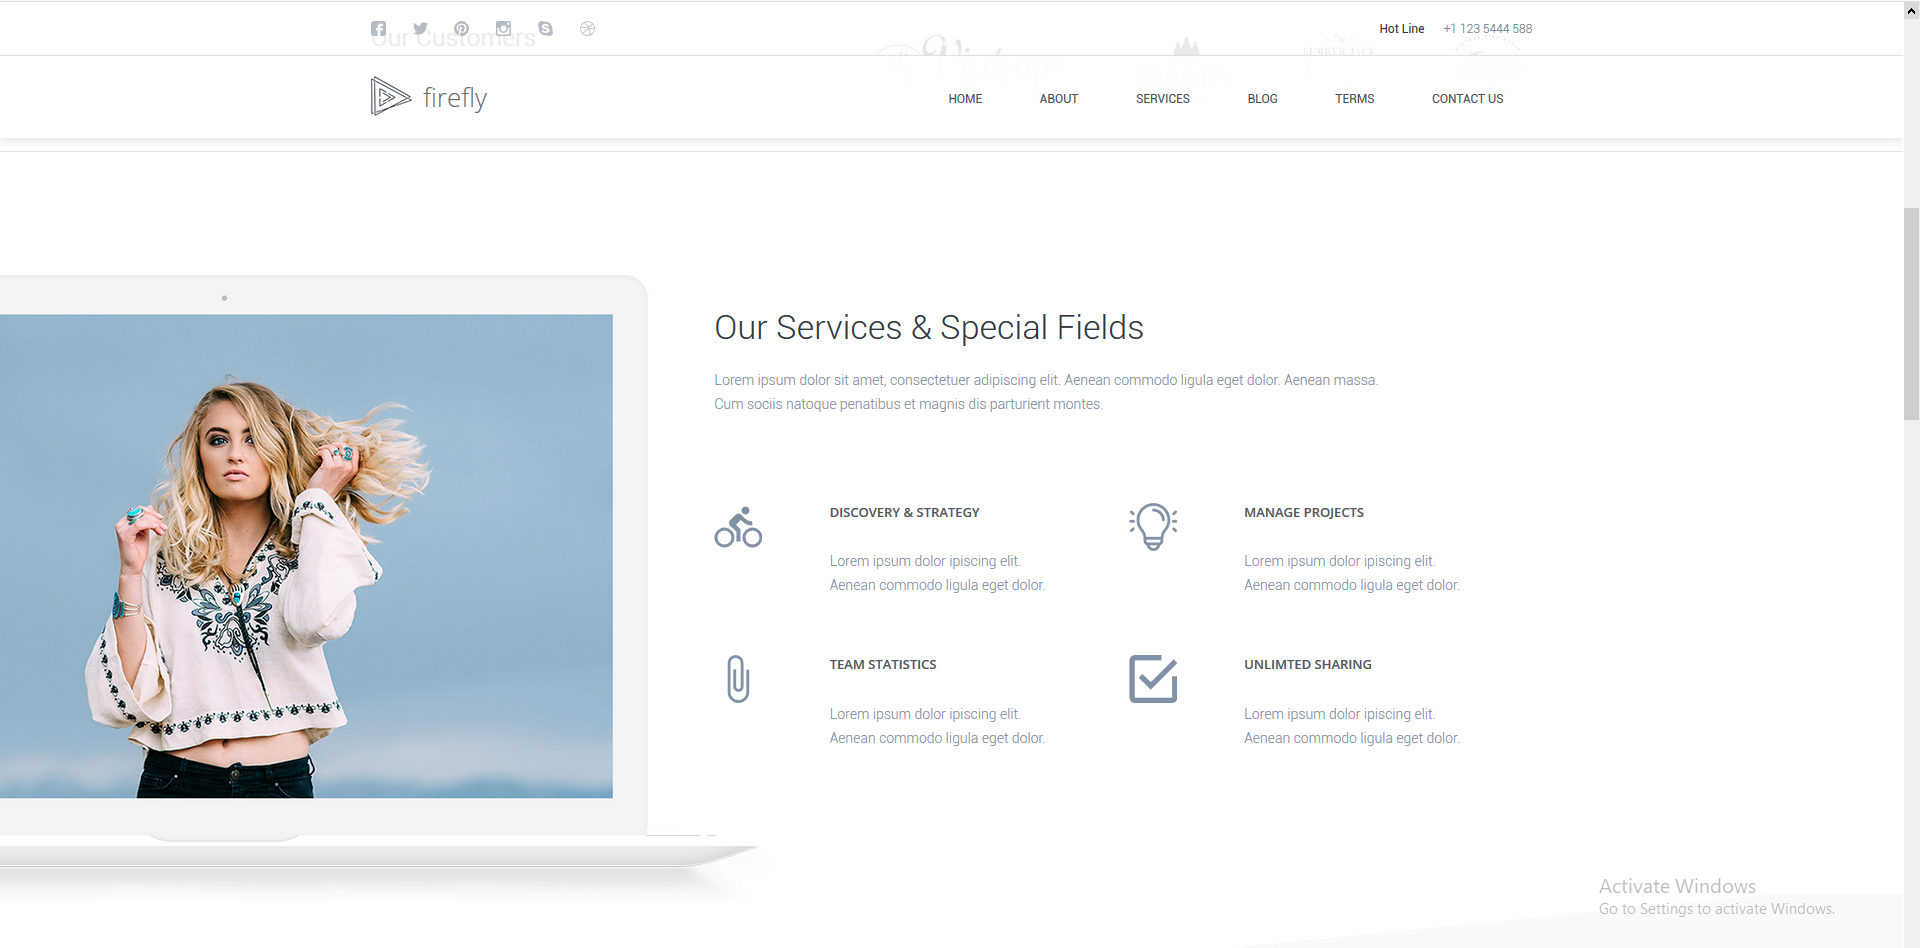 Our Customers
Hot Line +1 123 5444 588
The
LUMBER JACK
firefly
HOME ABOUT SERVICES BLOG TERMS CONTACT US
Our Services & Special Fields
Lorem ipsum dolor sit amet, consectetuer adipiscing elit. Aenean commodo ligula eget dolor. Aenean massa.
Cum sociis natoque penatibus et magnis dis parturient montes.
DISCOVERY & STRATEGY
Lorem ipsum dolor ipiscing elit.
Aenean commodo ligula eget dolor.
MANAGE PROJECTS
Lorem ipsum dolor ipiscing elit.
Aenean commodo ligula eget dolor.
TEAM STATISTICS
Lorem ipsum dolor ipiscing elit.
Aenean commodo ligula eget dolor.
UNLIMTED SHARING
Lorem ipsum dolor ipiscing elit.
Aenean commodo ligula eget dolor.
Activate Windows
Go to Settings to activate Windows.